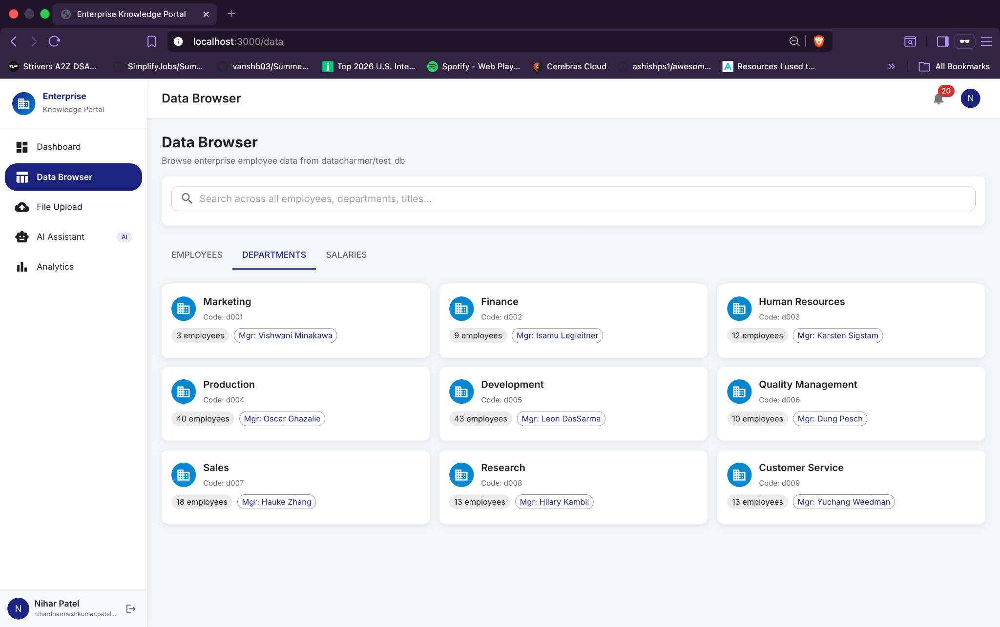 Enterprise Knowledge Portal
localhost:3000/data
Strivers A2Z DSA...
SimplifyJobs/Sum...
vanshb03/Summe...
Top 2026 U.S. Inte...
Spotify - Web Play...
Cerebras Cloud
ashishps1/awesom...
Resources I used t...
All Bookmarks
Enterprise
Knowledge Portal
Dashboard
Data Browser
File Upload
AI Assistant
AI
Analytics
Nihar Patel
nihardharmeshkumar.patel...
N
Data Browser
20
N
Data Browser
Browse enterprise employee data from datacharmer/test_db
Search across all employees, departments, titles...
EMPLOYEES
DEPARTMENTS
SALARIES
Marketing
Code: d001
3 employees
Mgr: Vishwani Minakawa
Finance
Code: d002
9 employees
Mgr: Isamu Legleitner
Human Resources
Code: d003
12 employees
Mgr: Karsten Sigstam
Production
Code: d004
40 employees
Mgr: Oscar Ghazalie
Development
Code: d005
43 employees
Mgr: Leon DasSarma
Quality Management
Code: d006
10 employees
Mgr: Dung Pesch
Sales
Code: d007
18 employees
Mgr: Hauke Zhang
Research
Code: d008
13 employees
Mgr: Hilary Kambil
Customer Service
Code: d009
13 employees
Mgr: Yuchang Weedman